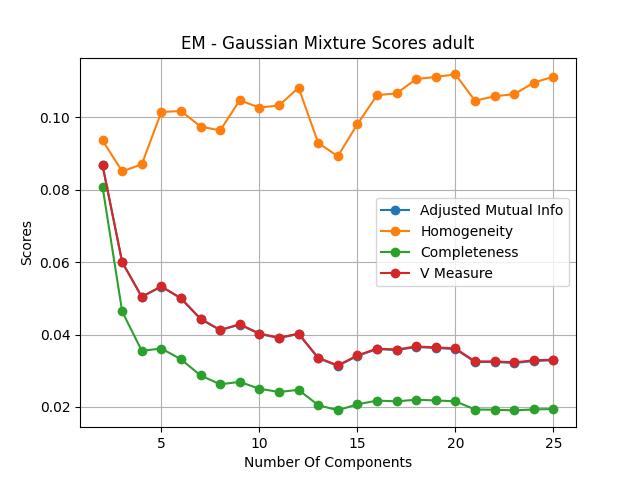 EM - Gaussian Mixture Scores adult
Scores
0.10
0.08
0.06
0.04
0.02
Adjusted Mutual Info
Homogeneity
Completeness
V Measure
5 10 15 20 25
Number Of Components